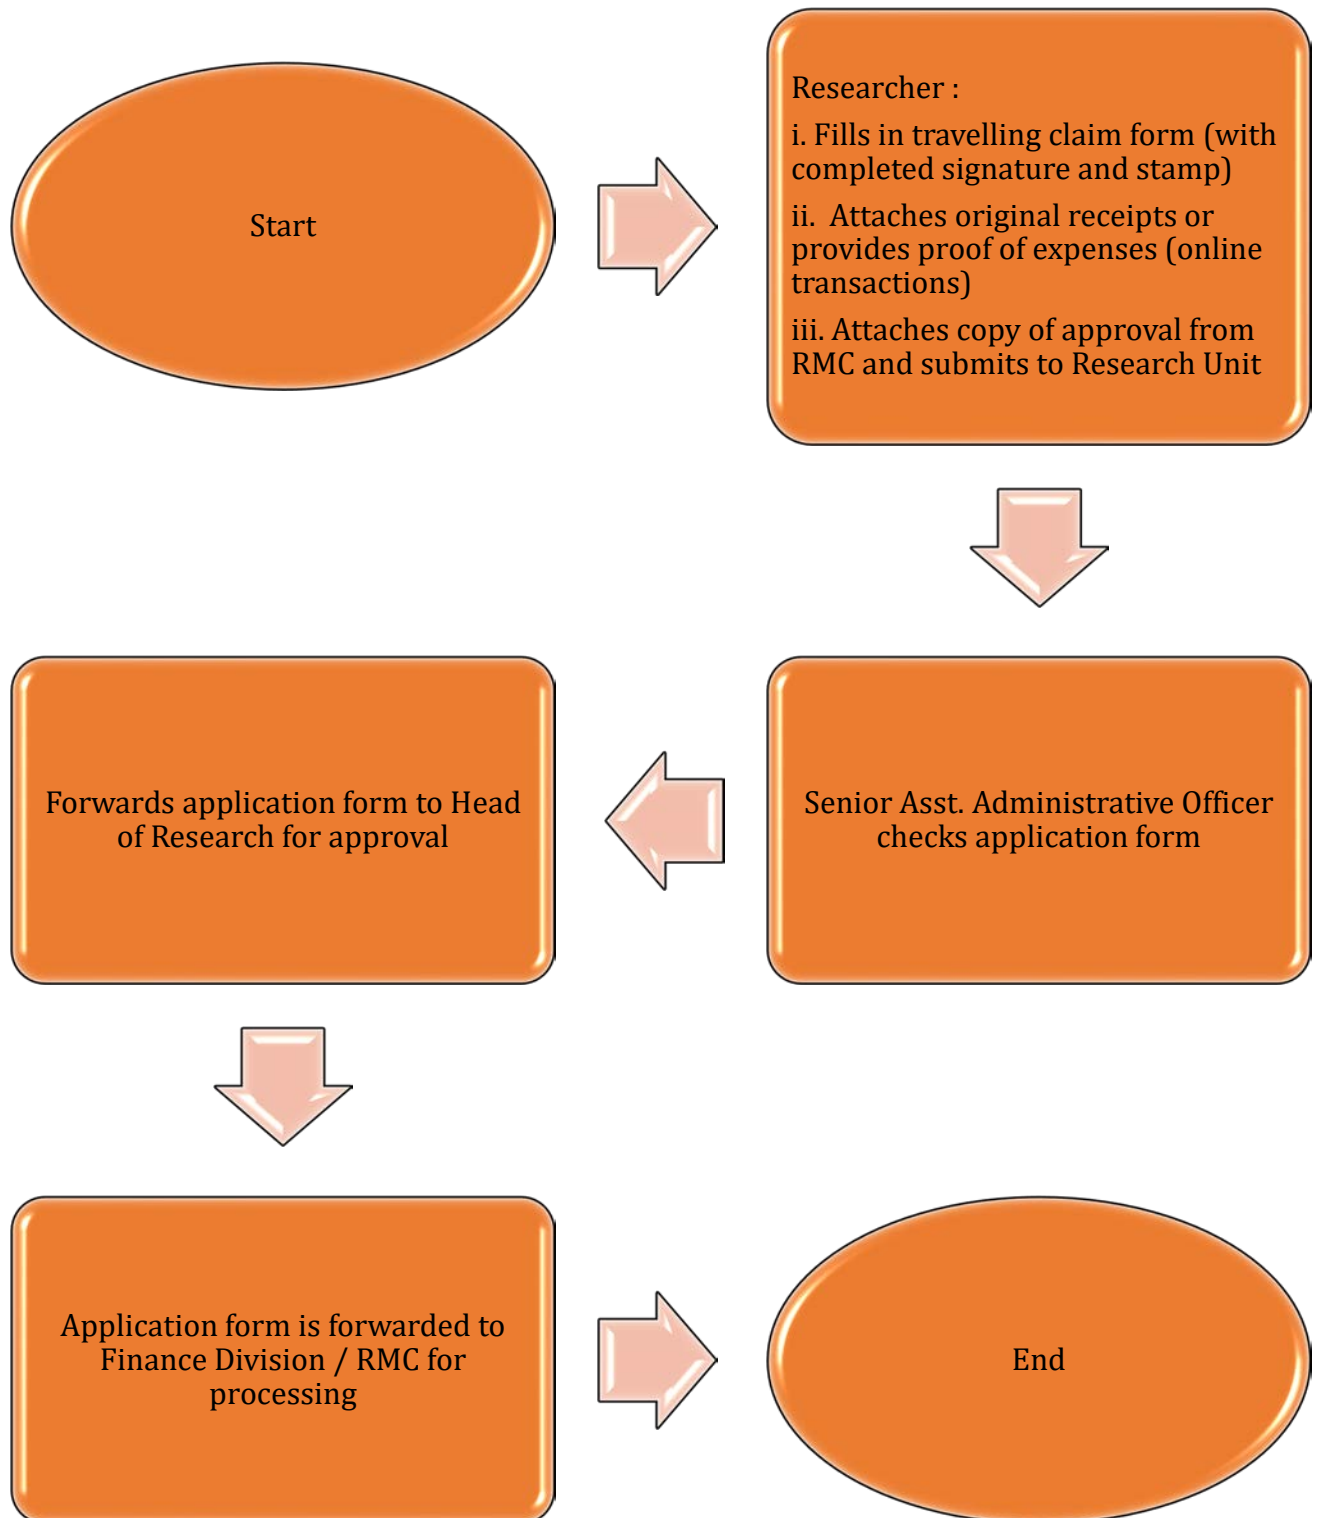 Start
Researcher :
i. Fills in travelling claim form (with
completed signature and stamp)
ii.  Attaches original receipts or
provides proof of expenses (online
transactions)
iii. Attaches copy of approval from
RMC and submits to Research Unit
Senior Asst. Administrative Officer
checks application form
Forwards application form to Head
of Research for approval
Application form is forwarded to
Finance Division / RMC for
processing
End